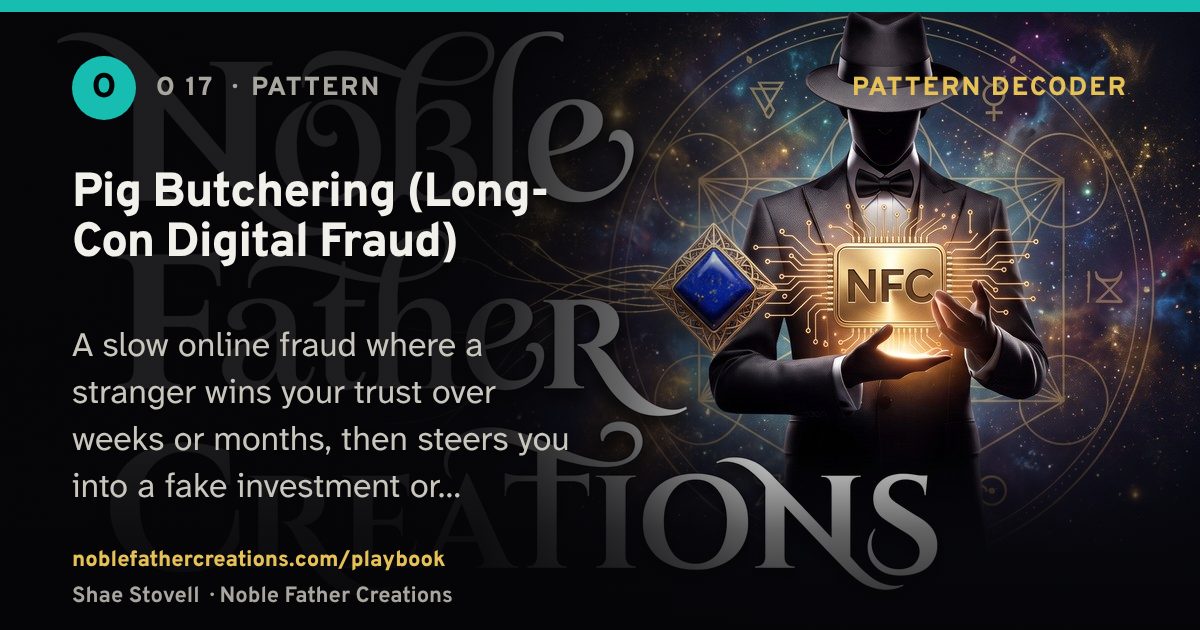 O
O 17 · PATTERN
PATTERN DECODER
Pig Butchering (Long-
Con Digital Fraud)
A slow online fraud where a
stranger wins your trust over
weeks or months, then steers you
into a fake investment or...
noblefathercreations.com/playbook
Shae Stovell · Noble Father Creations
Noble
Father
Creations
NFC